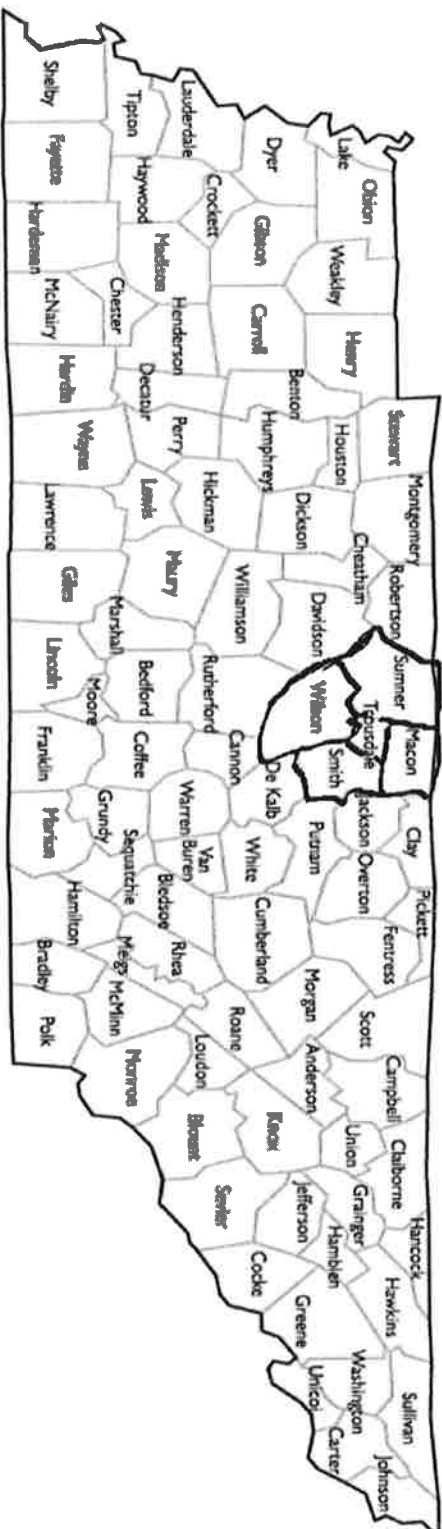 Lake
Obion
Weakley
Henry
Stewart
Montgomery
Robertson
Sumner
Macon
Clay
Pickett
Fentress
Scott
Campbell
Claiborne
Hancock
Hawkins
Sullivan
Johnson
Dyer
Gibson
Carroll
Benton
Houston
Humphreys
Dickson
Cheatham
Davidson
Wilson
Trousdale
Smith
Jackson
Overton
Putnam
Morgan
Anderson
Union
Grainger
Hamblen
Jefferson
Greene
Washington
Unicoi
Carter
Lauderdale
Crockett
Tipton
Haywood
Madison
Henderson
Chester
Decatur
Perry
Hickman
Lewis
Maury
Williamson
Rutherford
Cannon
De Kalb
White
Cumberland
Roane
Loudon
Knox
Blount
Sevier
Cocke
Shelby
Fayette
Hardeman
McNairy
Hardin
Wayne
Lawrence
Giles
Marshall
Bedford
Lincoln
Moore
Coffee
Franklin
Warren
Van
Buren
Grundy
Sequatchie
Bledsoe
Rhea
Meigs
McMinn
Monroe
Marion
Hamilton
Bradley
Polk